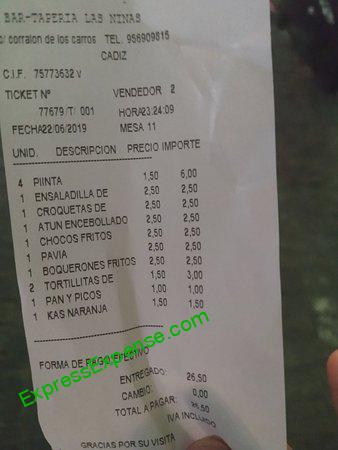 BAR-TAPERIA LAS NINAS
c/ corralon de los carros TEL. 956909815
CADIZ
C.I.F. 75773632 v
TICKET Nº VENDEDOR 2
77679/T/ 001 HORA23:24:09
FECHA22/06/2019 MESA 11
UNID. DESCRIPCION PRECIO IMPORTE
4 PIINTA 1,50 6,00
1 ENSALADILLA DE 2,50 2,50
1 CROQUETAS DE 2,50 2,50
1 ATUN ENCEBOLLADO 2,50 2,50
1 CHOCOS FRITOS 2,50 2,50
1 PAVIA 2,50 2,50
1 BOQUERONES FRITOS 2,50 2,50
2 TORTILLITAS DE 1,50 3,00
1 PAN Y PICOS 1,00 1,00
1 KAS NARANJA 1,50 1,50
FORMA DE PAGO:EFECTIVO
ENTREGADO: 26,50
CAMBIO: 0,00
TOTAL A PAGAR: 26,50
IVA INCLUIDO
GRACIAS POR SU VISITA
ExpressExpense.com